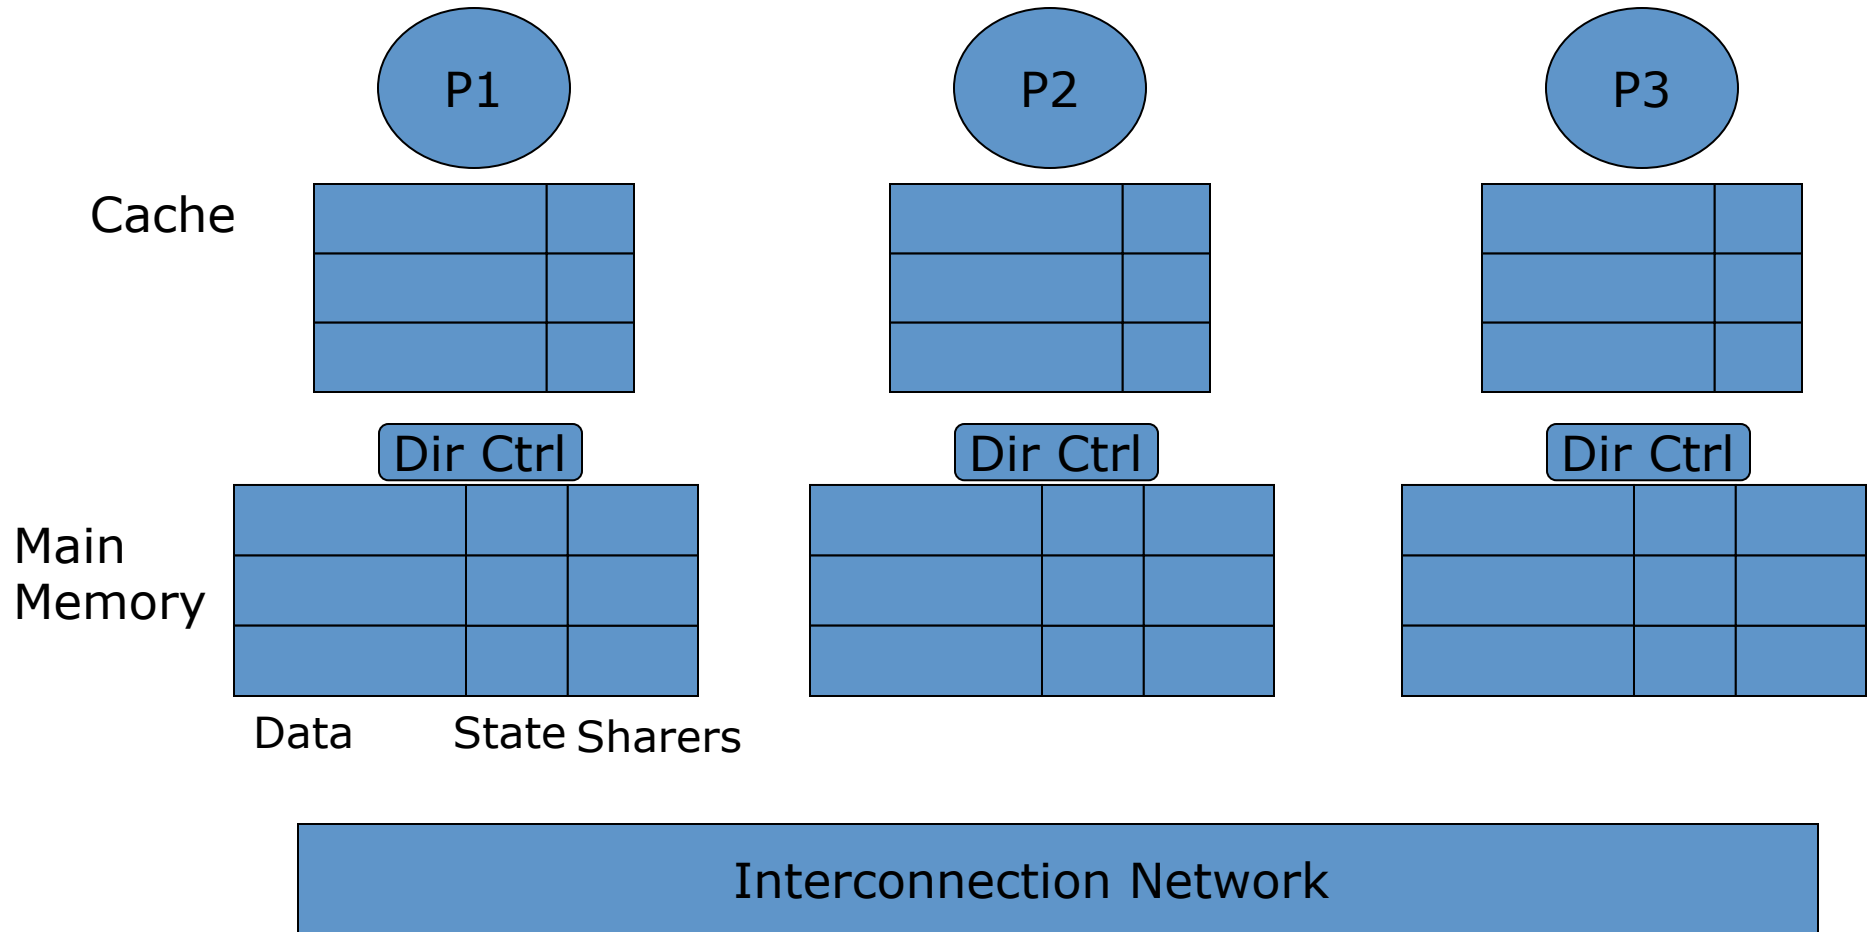 P1
P2
P3
Cache
Dir Ctrl
Dir Ctrl
Dir Ctrl
Main
Memory
Data
State
Sharers
Interconnection Network